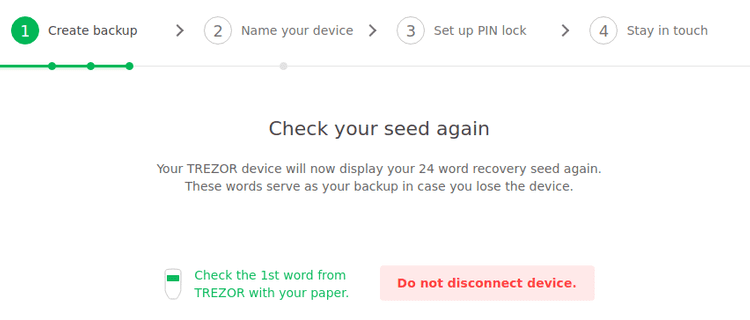 1 Create backup 2 Name your device 3 Set up PIN lock 4 Stay in touch
Check your seed again
Your TREZOR device will now display your 24 word recovery seed again.
These words serve as your backup in case you lose the device.
Check the 1st word from
TREZOR with your paper.
Do not disconnect device.